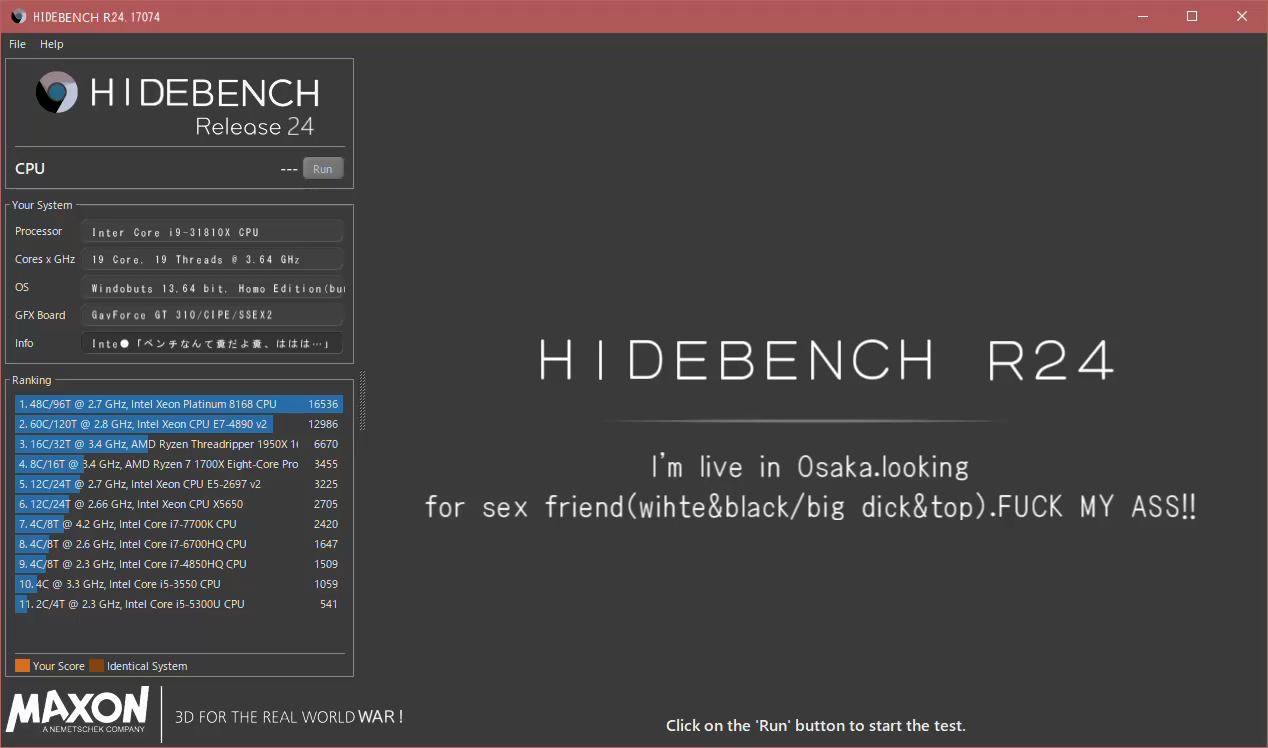 HIDEBENCH R24. 17074
File Help
HIDEBENCH
Release 24
CPU --- Run
Your System
Processor Inter Core i9-31810X CPU
Cores x GHz 19 Core, 19 Threads @ 3.64 GHz
OS Windobuts 13.64 bit, Homo Edition(bu
GFX Board GayForce GT 310/CIPE/SSEX2
Info Inte●「ベンチなんて糞だよ糞、ははは…」
Ranking
1. 48C/96T @ 2.7 GHz, Intel Xeon Platinum 8168 CPU 16536
2. 60C/120T @ 2.8 GHz, Intel Xeon CPU E7-4890 v2 12986
3. 16C/32T @ 3.4 GHz, AMD Ryzen Threadripper 1950X 16 6670
4. 8C/16T @ 3.4 GHz, AMD Ryzen 7 1700X Eight-Core Pro 3455
5. 12C/24T @ 2.7 GHz, Intel Xeon CPU E5-2697 v2 3225
6. 12C/24T @ 2.66 GHz, Intel Xeon CPU X5650 2705
7. 4C/8T @ 4.2 GHz, Intel Core i7-7700K CPU 2420
8. 4C/8T @ 2.6 GHz, Intel Core i7-6700HQ CPU 1647
9. 4C/8T @ 2.3 GHz, Intel Core i7-4850HQ CPU 1509
10. 4C @ 3.3 GHz, Intel Core i5-3550 CPU 1059
11. 2C/4T @ 2.3 GHz, Intel Core i5-5300U CPU 541
Your Score Identical System
MAXON
A NEMETSCHEK COMPANY
3D FOR THE REAL WORLD WAR !
HIDEBENCH R24
I'm live in Osaka.looking
for sex friend(wihte&black/big dick&top).FUCK MY ASS!!
Click on the 'Run' button to start the test.